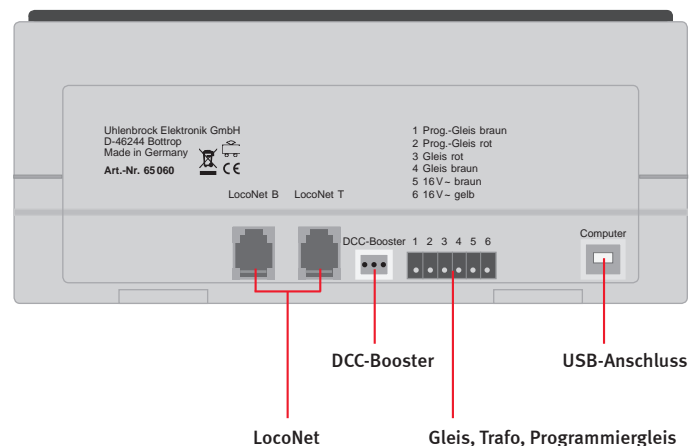 Uhlenbrock Elektronik GmbH
D-46244 Bottrop
Made in Germany
Art.-Nr. 65 060
CE
1 Prog.-Gleis braun
2 Prog.-Gleis rot
3 Gleis rot
4 Gleis braun
5 16 V ~ braun
6 16 V ~ gelb
LocoNet B
LocoNet T
DCC-Booster
1 2 3 4 5 6
Computer
DCC-Booster
USB-Anschluss
LocoNet
Gleis, Trafo, Programmiergleis